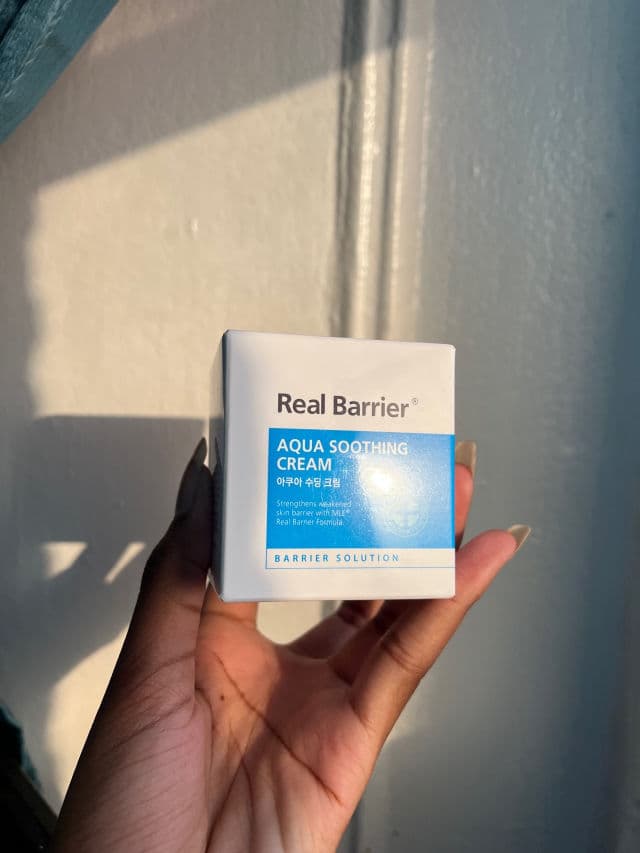 Real Barrier®
AQUA SOOTHING
CREAM
아쿠아 수딩 크림
Strengthens weakened
skin barrier with MLE®
Real Barrier Formula.
BARRIER SOLUTION